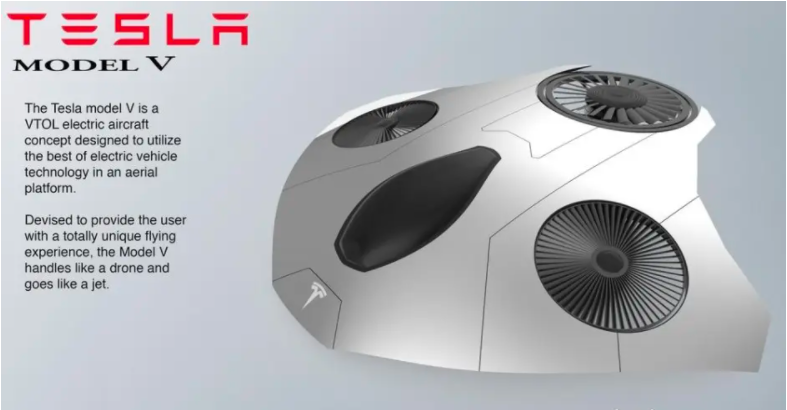 TESLA
MODEL V
The Tesla model V is a
VTOL electric aircraft
concept designed to utilize
the best of electric vehicle
technology in an aerial
platform.
Devised to provide the user
with a totally unique flying
experience, the Model V
handles like a drone and
goes like a jet.